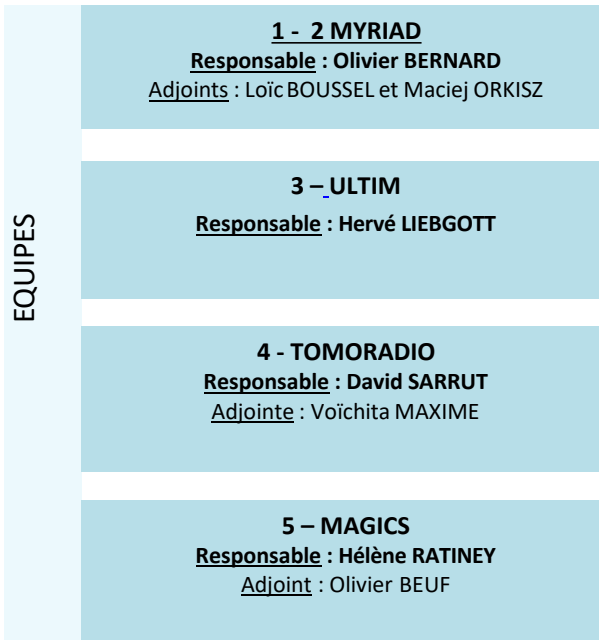 EQUIPES
1 - 2 MYRIAD
Responsable : Olivier BERNARD
Adjoints : Loïc BOUSSEL et Maciej ORKISZ
3 – ULTIM
Responsable : Hervé LIEBGOTT
4 - TOMORADIO
Responsable : David SARRUT
Adjointe : Voïchita MAXIME
5 – MAGICS
Responsable : Hélène RATINEY
Adjoint : Olivier BEUF